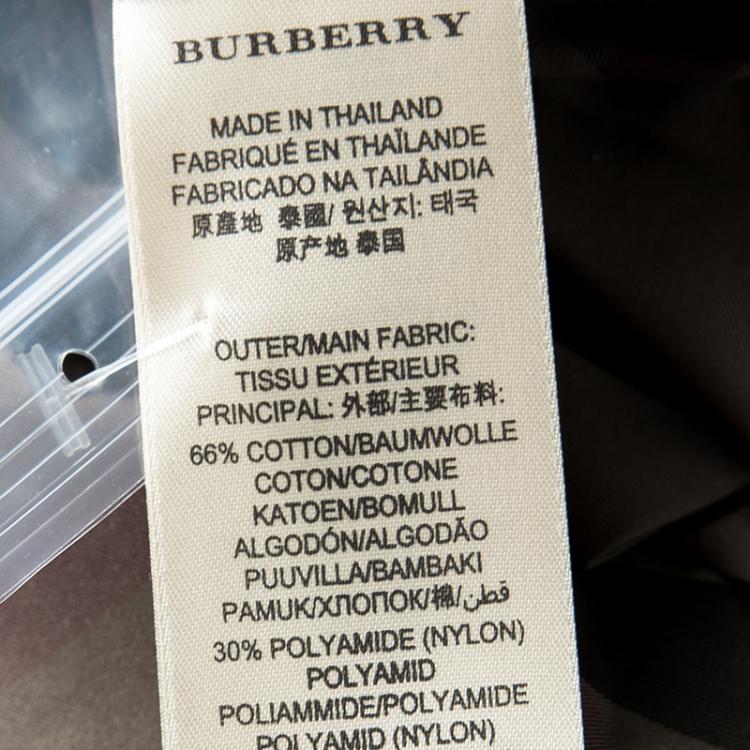 BURBERRY
MADE IN THAILAND
FABRIQUÉ EN THAÏLANDE
FABRICADO NA TAILÂNDIA
原產地 泰國/ 원산지: 태국
原产地 泰国
OUTER/MAIN FABRIC:
TISSU EXTÉRIEUR
PRINCIPAL: 外部/主要布料:
66% COTTON/BAUMWOLLE
COTON/COTONE
KATOEN/BOMULL
ALGODÓN/ALGODÃO
PUUVILLA/BAMBAKI
PAMUK/ХЛОПОК/棉/قطن
30% POLYAMIDE (NYLON)
POLYAMID
POLIAMMIDE/POLYAMIDE
POLYAMID (NYLON)